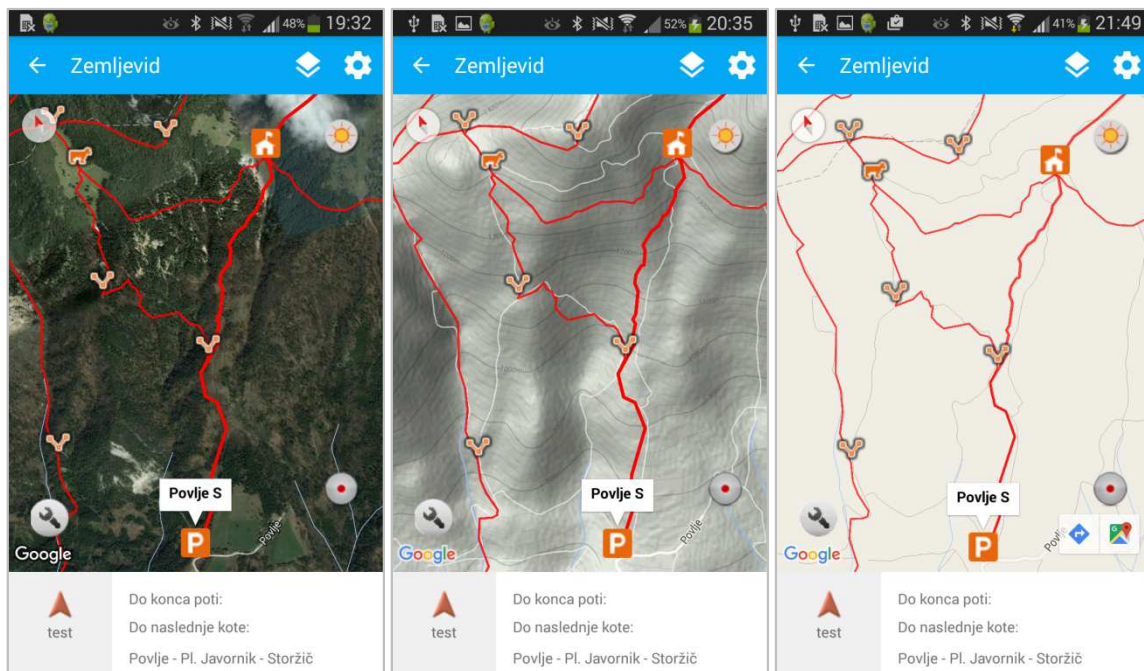 48% 19:32
Zemljevid
Povlje S
Povlje
Google
test
Do konca poti:
Do naslednje kote:
Povlje - Pl. Javornik - Storžič
52% 20:35
Zemljevid
Povlje S
Povlje
Google
test
Do konca poti:
Do naslednje kote:
Povlje - Pl. Javornik - Storžič
41% 21:49
Zemljevid
Povlje S
Google
test
Do konca poti:
Do naslednje kote:
Povlje - Pl. Javornik - Storžič